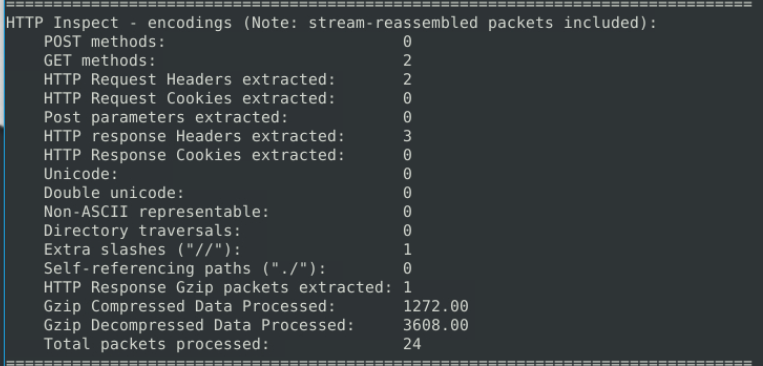 ===============================================================================
HTTP Inspect - encodings (Note: stream-reassembled packets included):
    POST methods:                         0
    GET methods:                          2
    HTTP Request Headers extracted:       2
    HTTP Request Cookies extracted:       0
    Post parameters extracted:            0
    HTTP response Headers extracted:      3
    HTTP Response Cookies extracted:      0
    Unicode:                              0
    Double unicode:                       0
    Non-ASCII representable:              0
    Directory traversals:                 0
    Extra slashes ("//"):                 1
    Self-referencing paths ("./"):        0
    HTTP Response Gzip packets extracted: 1
    Gzip Compressed Data Processed:       1272.00
    Gzip Decompressed Data Processed:     3608.00
    Total packets processed:              24
===============================================================================